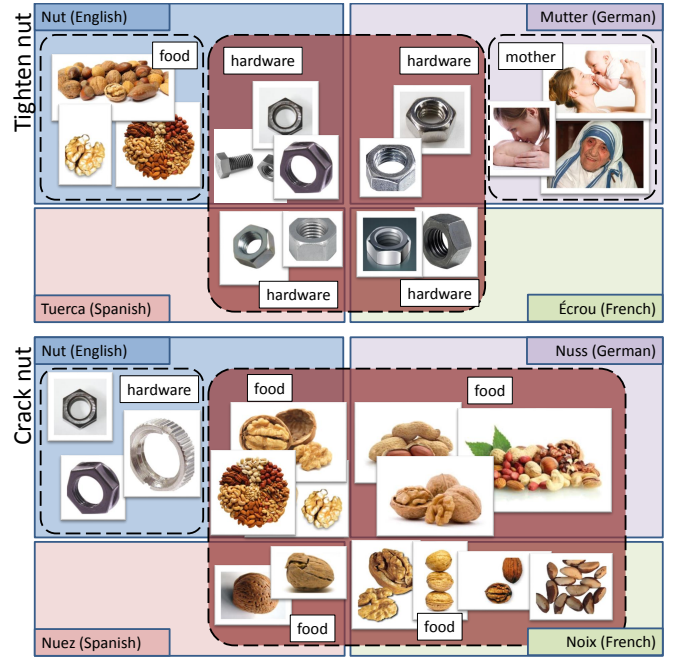 Tighten nut
Nut (English)
Mutter (German)
food
hardware
hardware
mother
hardware
hardware
Tuerca (Spanish)
Écrou (French)
Crack nut
Nut (English)
Nuss (German)
hardware
food
food
food
food
Nuez (Spanish)
Noix (French)